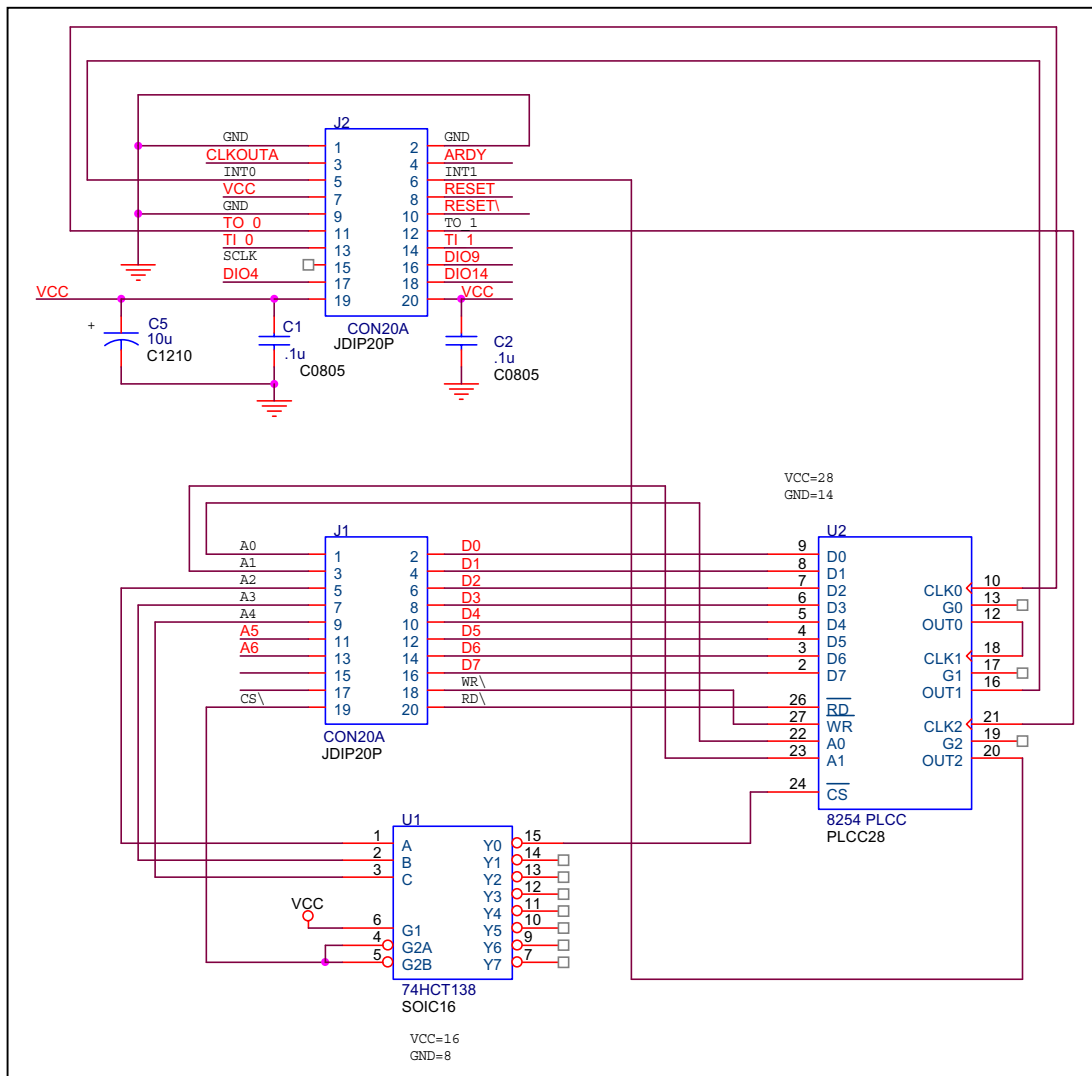 J2
GND 1 2 GND
CLKOUTA 3 4 ARDY
INT0 5 6 INT1
VCC 7 8 RESET
GND 9 10 RESET\
TO_0 11 12 TO_1
TI_0 13 14 TI_1
SCLK 15 16 DIO9
DIO4 17 18 DIO14
VCC 19 20 VCC
CON20A
JDIP20P
+
C5
10u
C1210
C1
.1u
C0805
C2
.1u
C0805
VCC=28
GND=14
J1
A0 1 2 D0
A1 3 4 D1
A2 5 6 D2
A3 7 8 D3
A4 9 10 D4
A5 11 12 D5
A6 13 14 D6
15 16 D7
17 18 WR\
CS\ 19 20 RD\
CON20A
JDIP20P
U2
9 D0
8 D1
7 D2
6 D3
5 D4
4 D5
3 D6
2 D7
26 RD
27 WR
22 A0
23 A1
24 CS
CLK0 10
G0 13
OUT0 12
CLK1 18
G1 17
OUT1 16
CLK2 21
G2 19
OUT2 20
8254 PLCC
PLCC28
U1
1 A Y0 15
2 B Y1 14
3 C Y2 13
Y3 12
Y4 11
VCC
6 G1 Y5 10
4 G2A Y6 9
5 G2B Y7 7
74HCT138
SOIC16
VCC=16
GND=8